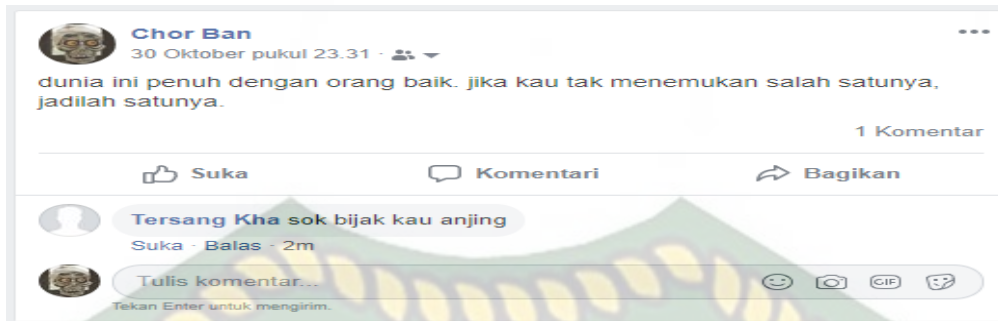 Chor Ban
30 Oktober pukul 23.31 ·
dunia ini penuh dengan orang baik. jika kau tak menemukan salah satunya,
jadilah satunya.
1 Komentar
Suka Komentari Bagikan
Tersang Kha sok bijak kau anjing
Suka · Balas · 2m
Tulis komentar... GIF
Tekan Enter untuk mengirim.